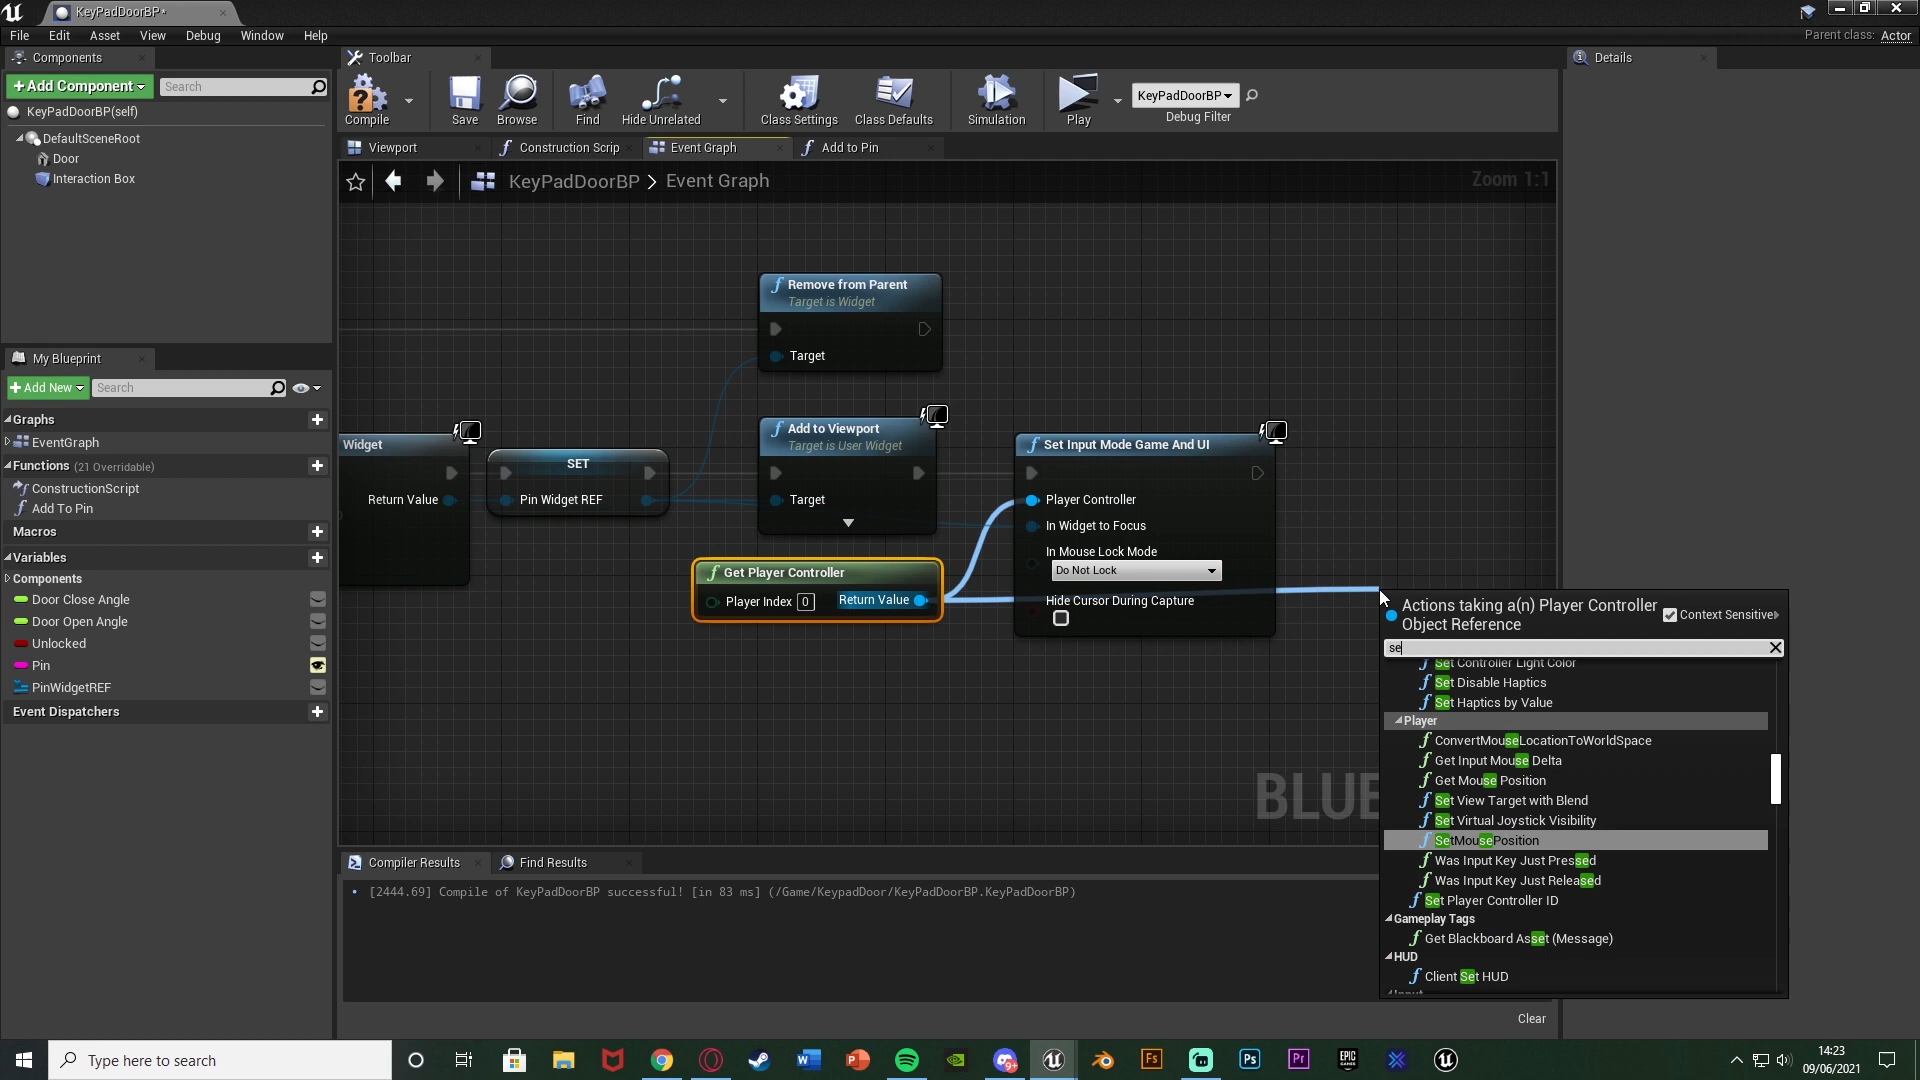 KeyPadDoorBP*
File Edit Asset View Debug Window Help
Parent class: Actor
Components
Toolbar
Details
+Add Component
Search
KeyPadDoorBP(self)
DefaultSceneRoot
Door
Interaction Box
Compile
Save
Browse
Find
Hide Unrelated
Class Settings
Class Defaults
Simulation
Play
KeyPadDoorBP
Debug Filter
Viewport
Construction Scrip
Event Graph
Add to Pin
KeyPadDoorBP > Event Graph
Zoom 1:1
My Blueprint
+Add New
Search
Graphs
EventGraph
Functions (21 Overridable)
ConstructionScript
Add To Pin
Macros
Variables
Components
Door Close Angle
Door Open Angle
Unlocked
Pin
PinWidgetREF
Event Dispatchers
Remove from Parent
Target is Widget
Target
Widget
Return Value
SET
Pin Widget REF
Add to Viewport
Target is User Widget
Target
Set Input Mode Game And UI
Player Controller
In Widget to Focus
In Mouse Lock Mode
Do Not Lock
Hide Cursor During Capture
Get Player Controller
Player Index 0
Return Value
BLUE
Actions taking a(n) Player Controller
Object Reference
Context Sensitive
se
Set Controller Light Color
Set Disable Haptics
Set Haptics by Value
Player
ConvertMouseLocationToWorldSpace
Get Input Mouse Delta
Get Mouse Position
Set View Target with Blend
Set Virtual Joystick Visibility
SetMousePosition
Was Input Key Just Pressed
Was Input Key Just Released
Set Player Controller ID
Gameplay Tags
Get Blackboard Asset (Message)
HUD
Client Set HUD
Compiler Results
Find Results
[2444.69] Compile of KeyPadDoorBP successful! [in 83 ms] (/Game/KeypadDoor/KeyPadDoorBP.KeyPadDoorBP)
Clear
Type here to search
14:23
09/06/2021